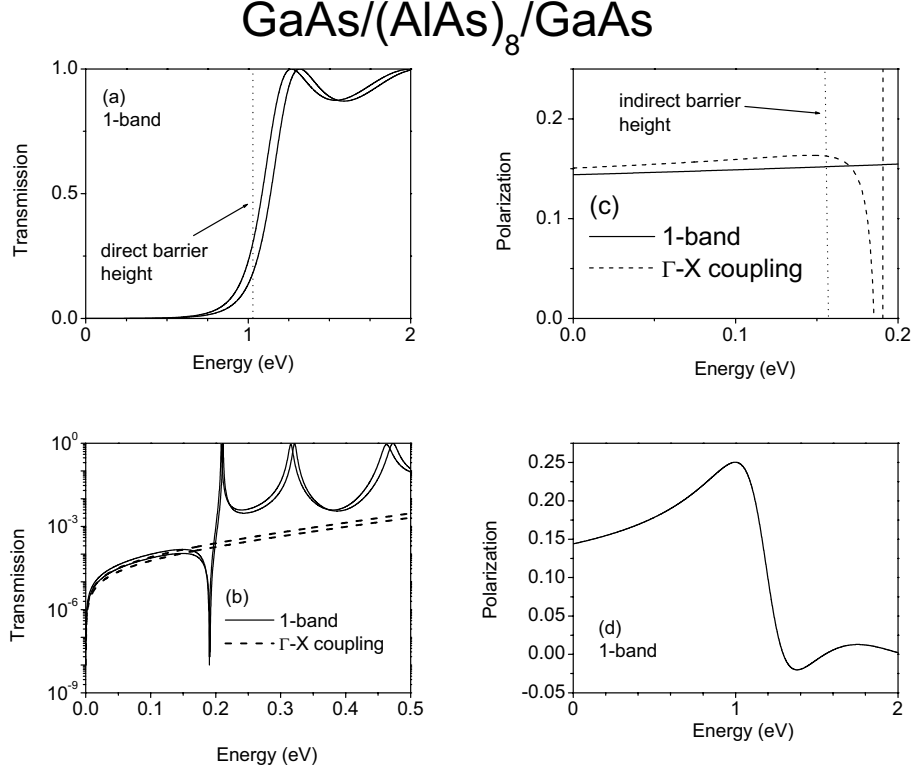 GaAs/(AlAs)₈/GaAs
1.0
0.5
0.0
0
1
2
Transmission
Energy (eV)
(a)
1-band
direct barrier
height
0.2
0.1
0.0
0.0
0.1
0.2
Polarization
Energy (eV)
indirect barrier
height
(c)
1-band
Γ-X coupling
10⁰
10⁻³
10⁻⁶
10⁻⁹
0.0
0.1
0.2
0.3
0.4
0.5
Transmission
Energy (eV)
(b)
1-band
Γ-X coupling
0.25
0.20
0.15
0.10
0.05
0.00
-0.05
0
1
2
Polarization
Energy (eV)
(d)
1-band